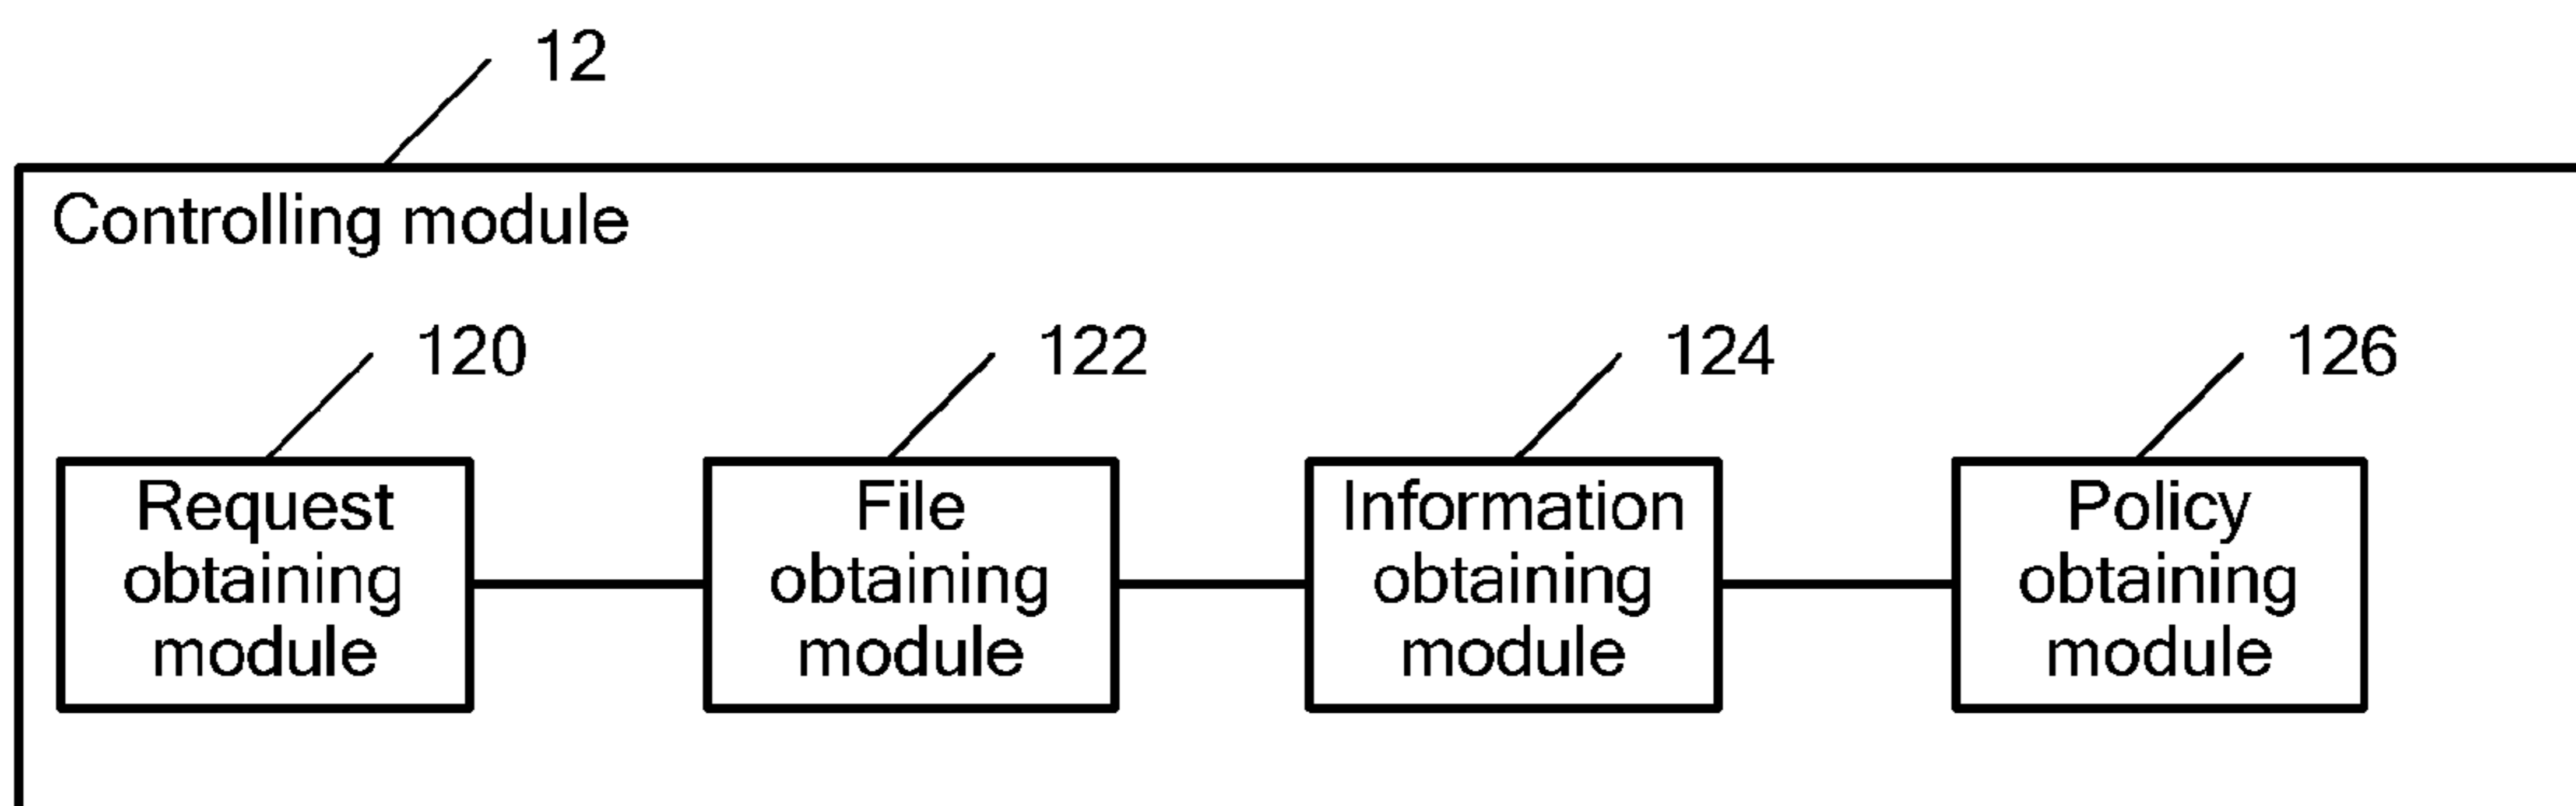 12
Controlling module
120
122
124
126
Request
obtaining
module
File
obtaining
module
Information
obtaining
module
Policy
obtaining
module